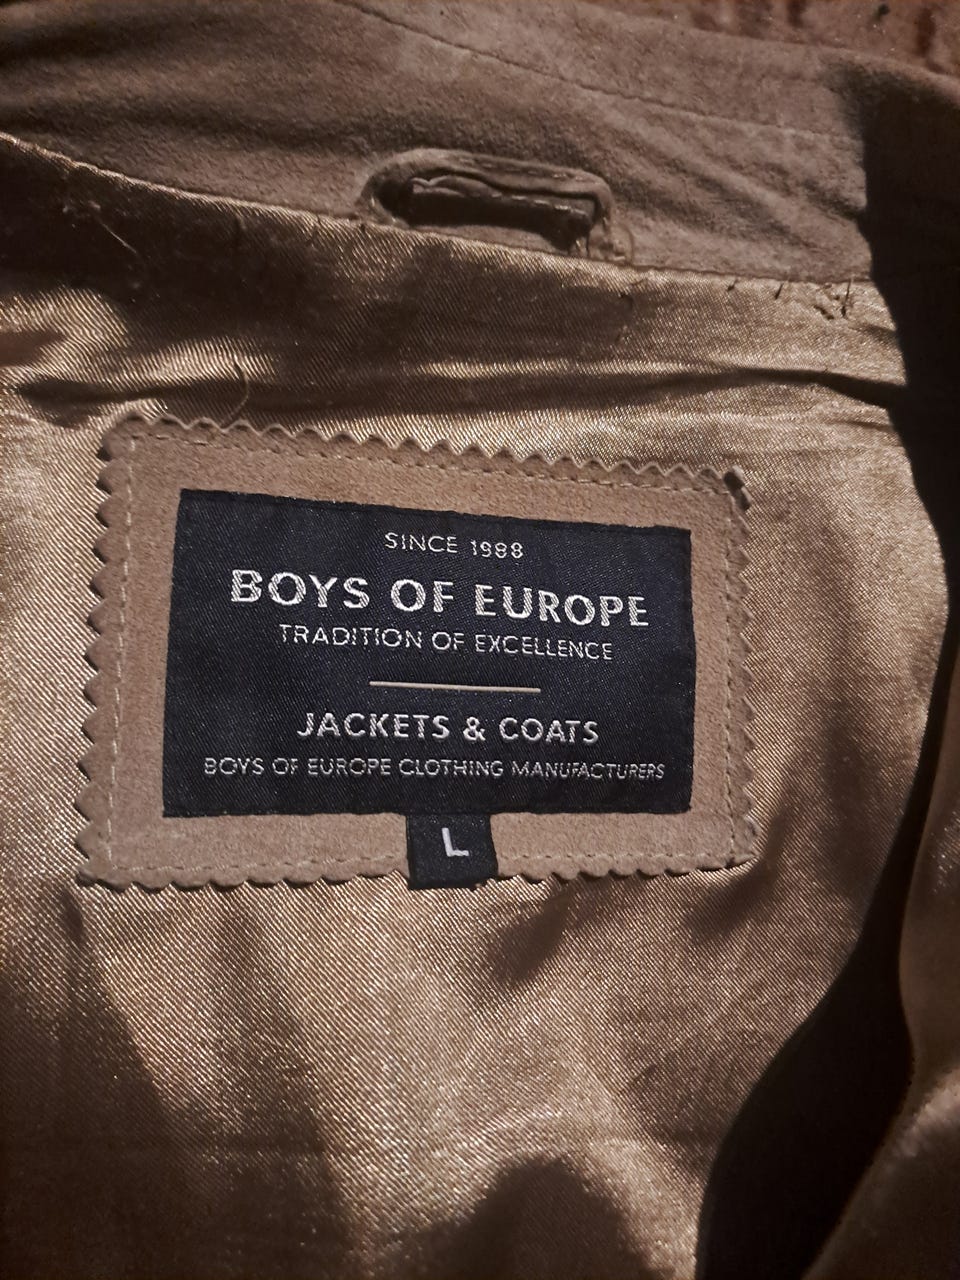 SINCE 1988
BOYS OF EUROPE
TRADITION OF EXCELLENCE
JACKETS & COATS
BOYS OF EUROPE CLOTHING MANUFACTURERS
L